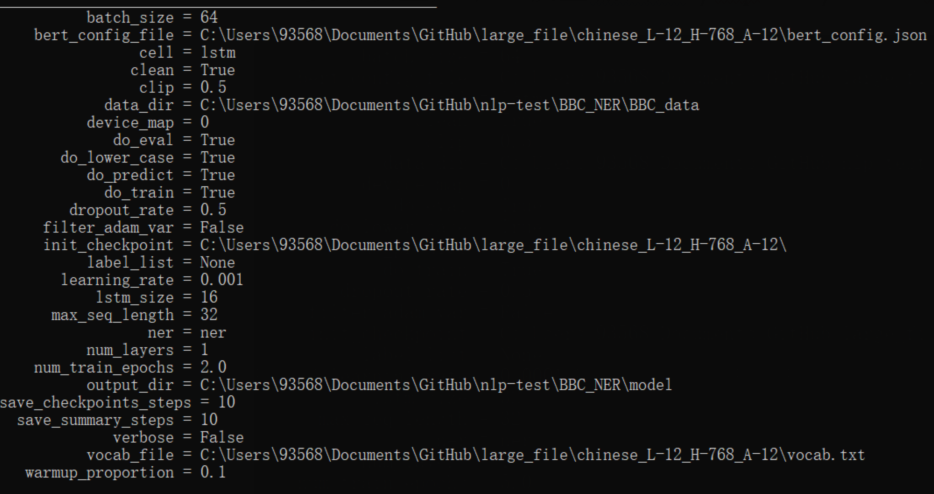 batch_size = 64
bert_config_file = C:\Users\93568\Documents\GitHub\large_file\chinese_L-12_H-768_A-12\bert_config.json
cell = lstm
clean = True
clip = 0.5
data_dir = C:\Users\93568\Documents\GitHub\nlp-test\BBC_NER\BBC_data
device_map = 0
do_eval = True
do_lower_case = True
do_predict = True
do_train = True
dropout_rate = 0.5
filter_adam_var = False
init_checkpoint = C:\Users\93568\Documents\GitHub\large_file\chinese_L-12_H-768_A-12\
label_list = None
learning_rate = 0.001
lstm_size = 16
max_seq_length = 32
ner = ner
num_layers = 1
num_train_epochs = 2.0
output_dir = C:\Users\93568\Documents\GitHub\nlp-test\BBC_NER\model
save_checkpoints_steps = 10
save_summary_steps = 10
verbose = False
vocab_file = C:\Users\93568\Documents\GitHub\large_file\chinese_L-12_H-768_A-12\vocab.txt
warmup_proportion = 0.1